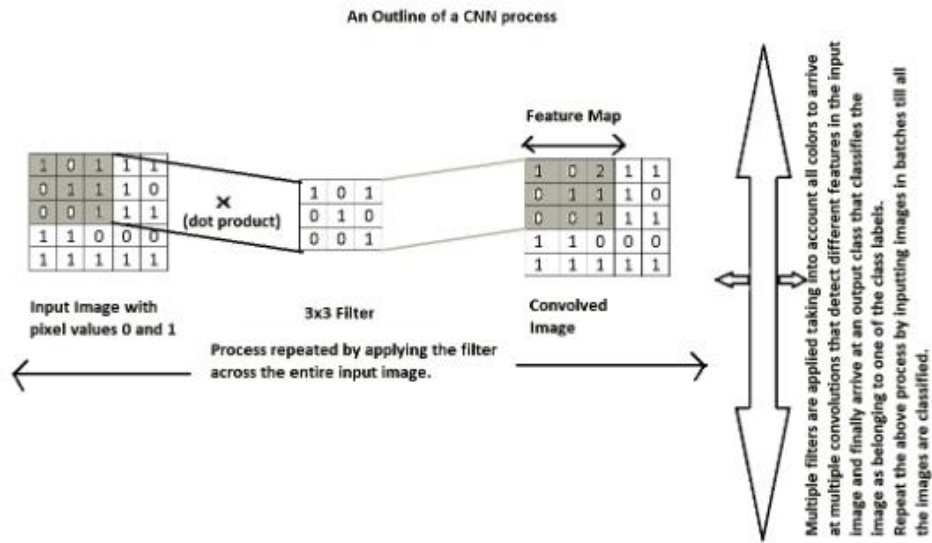 An Outline of a CNN process
Feature Map
1 0 1 1 1
0 1 1 1 0
0 0 1 1 1
1 1 0 0 0
1 1 1 1 1
×
(dot product)
1 0 1
0 1 0
0 0 1
1 0 2 1 1
0 1 1 1 0
0 0 1 1 1
1 1 0 0 0
1 1 1 1 1
Input Image with
pixel values 0 and 1
3x3 Filter
Convolved
Image
Process repeated by applying the filter
across the entire input image.
Multiple filters are applied taking into account all colors to arrive
at multiple convolutions that detect different features in the input
image and finally arrive at an output class that classifies the
image as belonging to one of the class labels.
Repeat the above process by inputting images in batches till all
the images are classified.